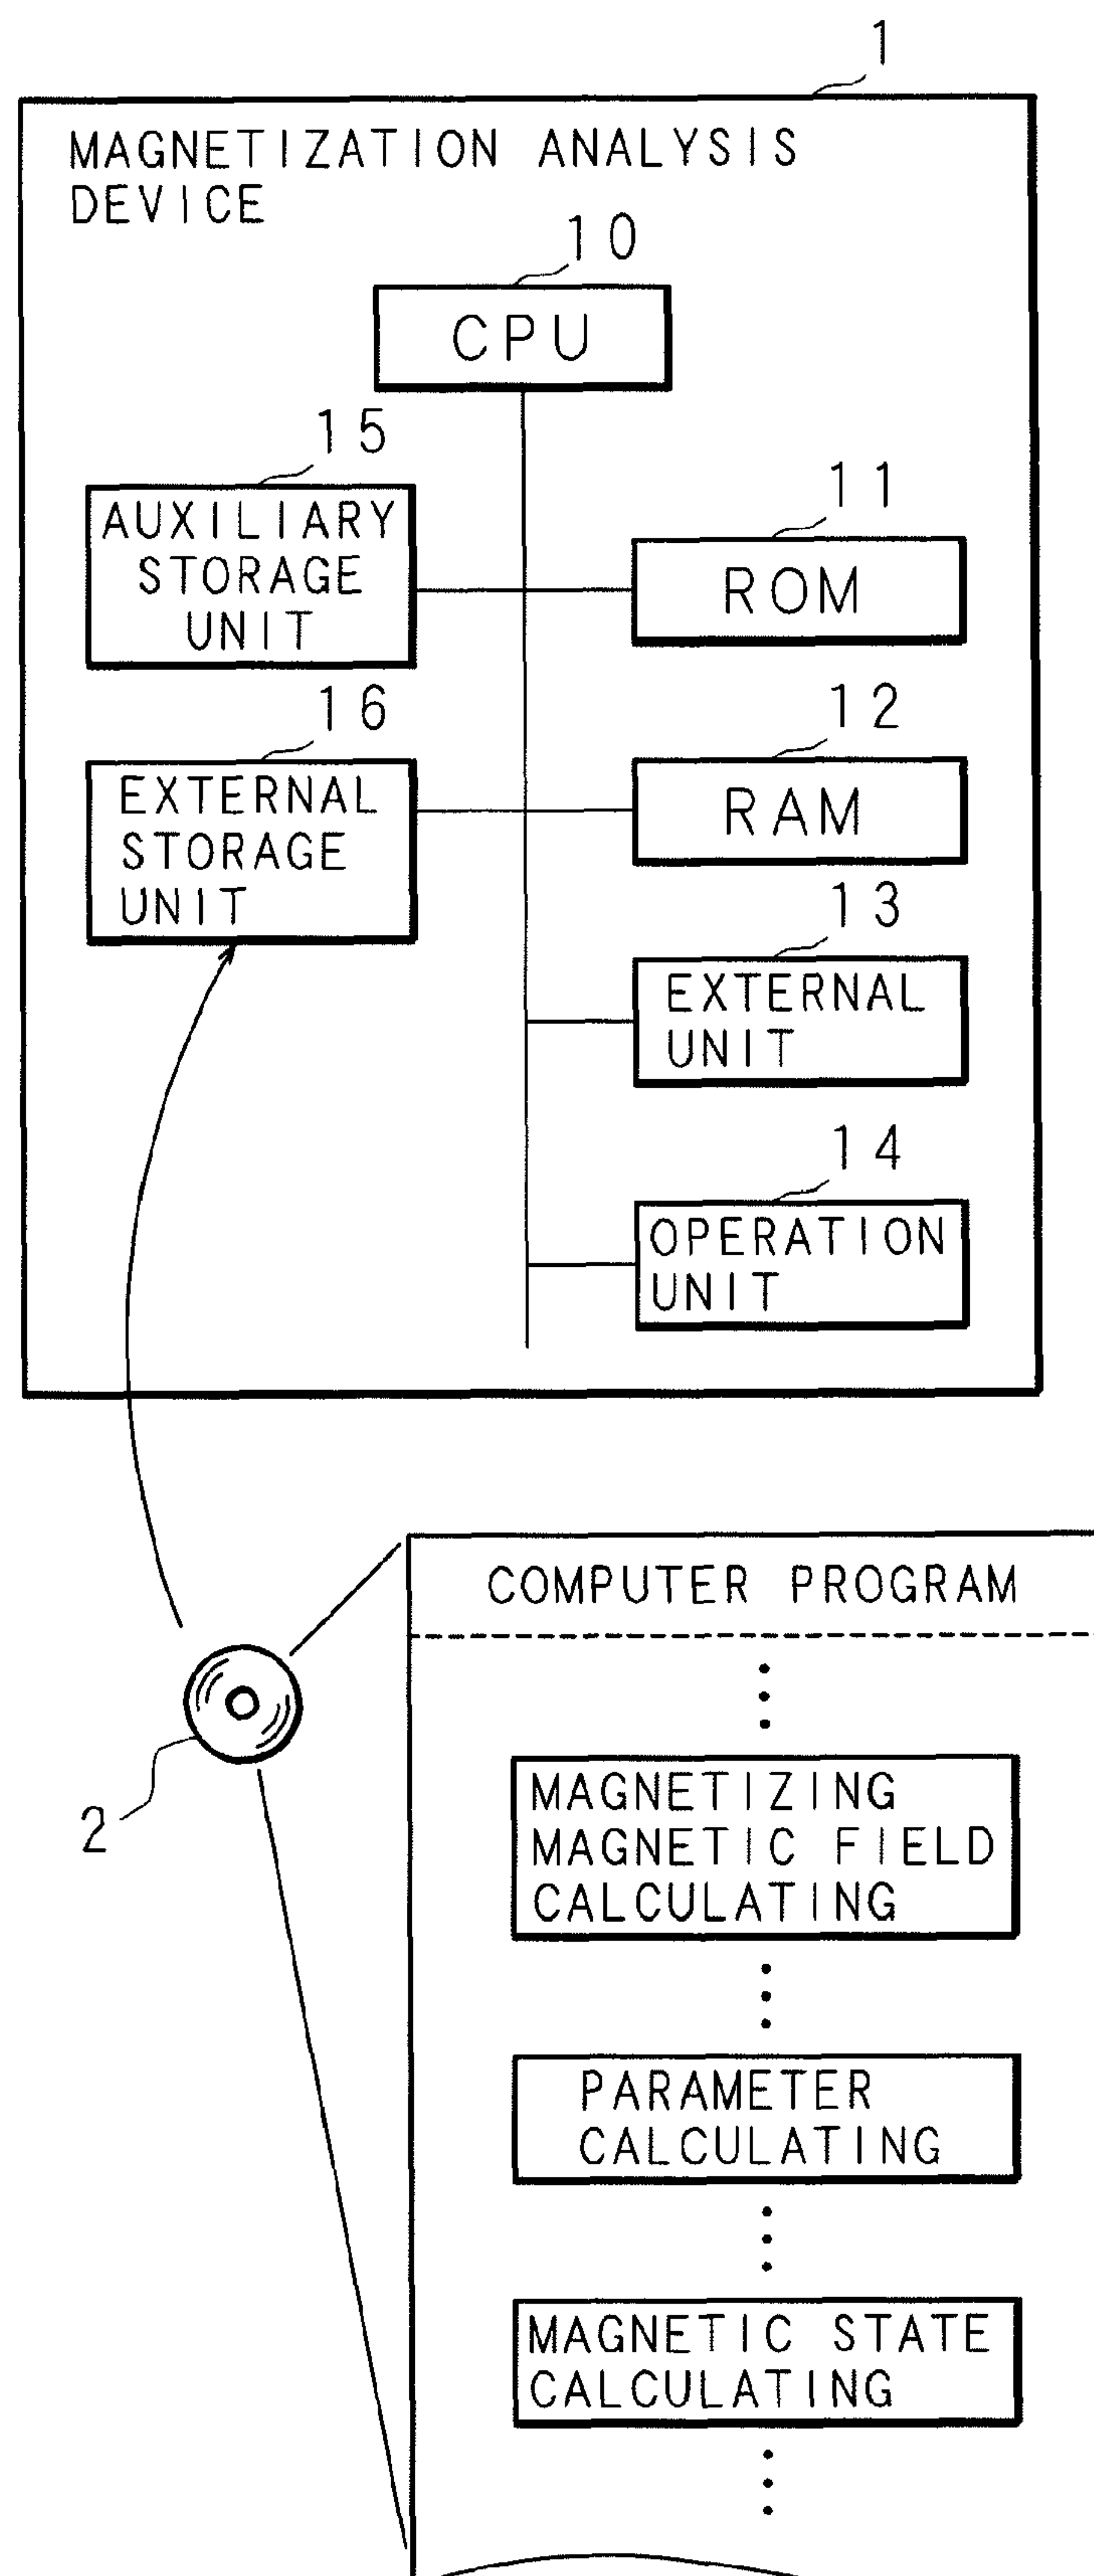 1
MAGNETIZATION ANALYSIS
DEVICE
10
CPU
15
AUXILIARY
STORAGE
UNIT
11
ROM
16
EXTERNAL
STORAGE
UNIT
12
RAM
13
EXTERNAL
UNIT
14
OPERATION
UNIT
COMPUTER PROGRAM
2
MAGNETIZING
MAGNETIC FIELD
CALCULATING
PARAMETER
CALCULATING
MAGNETIC STATE
CALCULATING